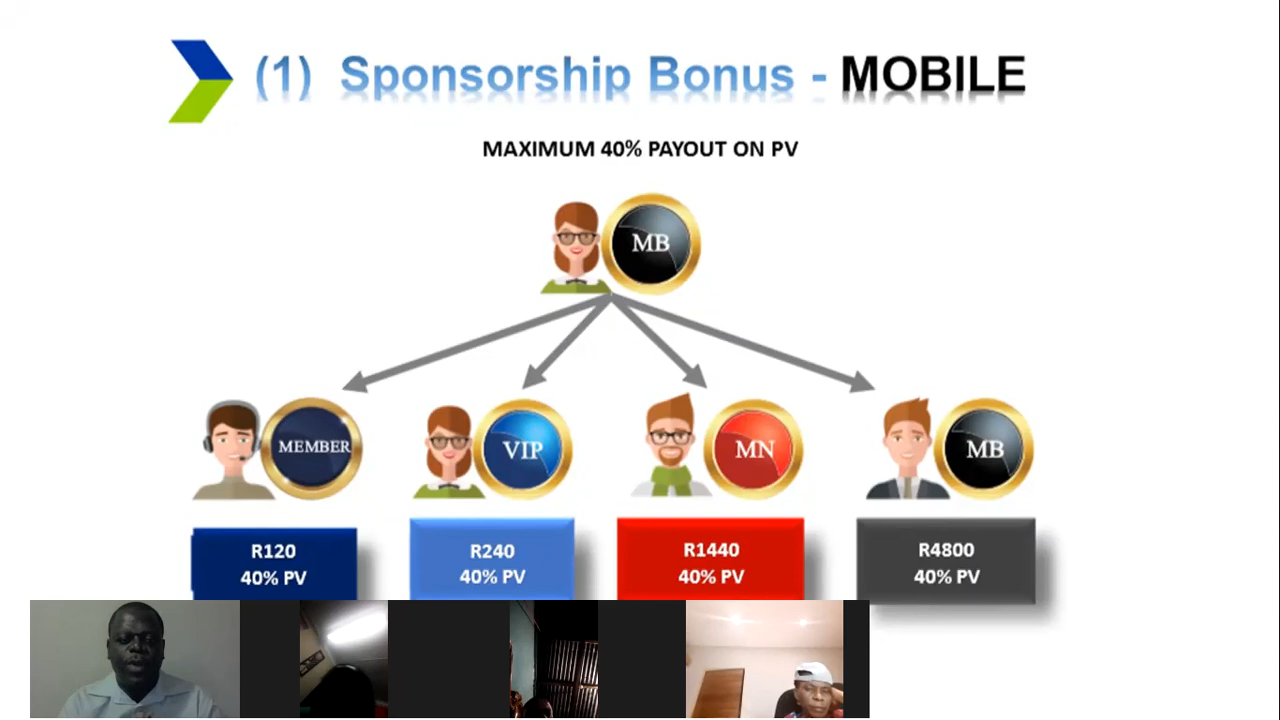 (1) Sponsorship Bonus - MOBILE
MAXIMUM 40% PAYOUT ON PV
MB
MEMBER
VIP
MN
MB
R120
40% PV
R240
40% PV
R1440
40% PV
R4800
40% PV